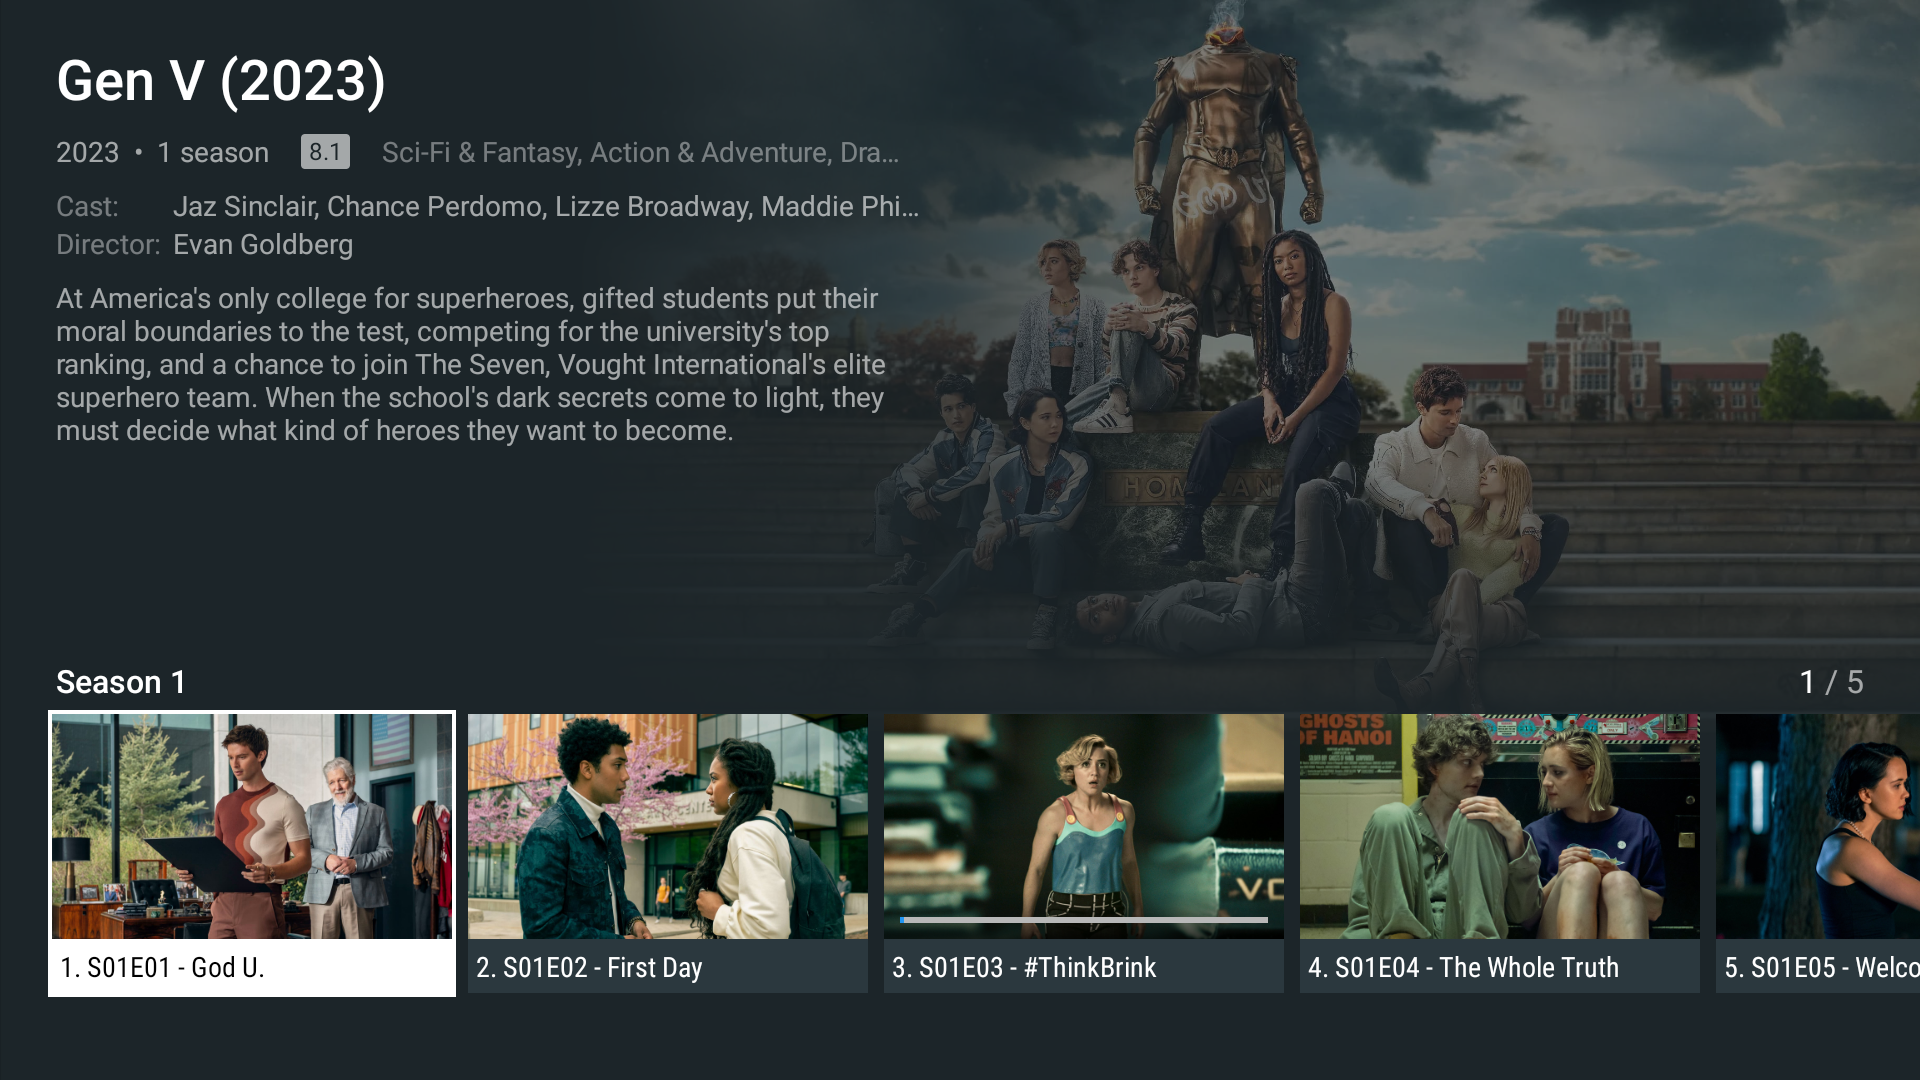 Gen V (2023)
2023 • 1 season 8.1 Sci-Fi & Fantasy, Action & Adventure, Dra...
Cast: Jaz Sinclair, Chance Perdomo, Lizze Broadway, Maddie Phi...
Director: Evan Goldberg
At America's only college for superheroes, gifted students put their
moral boundaries to the test, competing for the university's top
ranking, and a chance to join The Seven, Vought International's elite
superhero team. When the school's dark secrets come to light, they
must decide what kind of heroes they want to become.
GOD U
HOM LAN
Season 1
1 / 5
GHOSTS
OF HANOI
CENTE
VO
1. S01E01 - God U.
2. S01E02 - First Day
3. S01E03 - #ThinkBrink
4. S01E04 - The Whole Truth
5. S01E05 - Welco